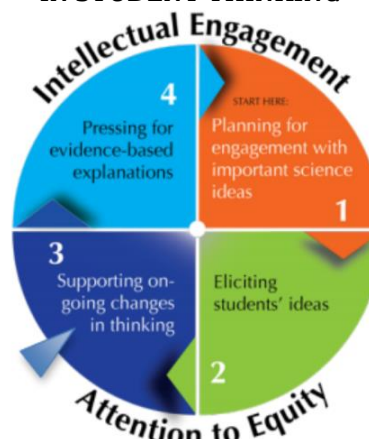 Intellectual Engagement
START HERE:
Planning for
engagement with
important science
ideas
1
Eliciting
students' ideas
2
3
Supporting on-
going changes
in thinking
4
Pressing for
evidence-based
explanations
Attention to Equity